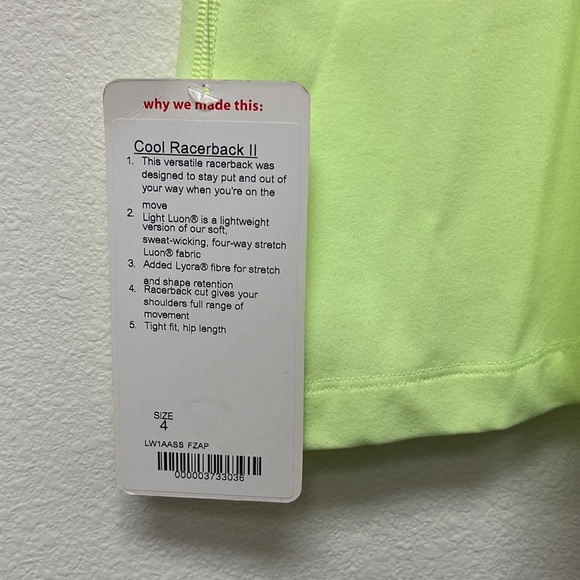 why we made this:
Cool Racerback II
1. This versatile racerback was
designed to stay put and out of
your way when you're on the
move
2. Light Luon® is a lightweight
version of our soft,
sweat-wicking, four-way stretch
Luon® fabric
3. Added Lycra® fibre for stretch
and shape retention
4. Racerback cut gives your
shoulders full range of
movement
5. Tight fit, hip length
SIZE
4
LW1AASS FZAP
000003733036